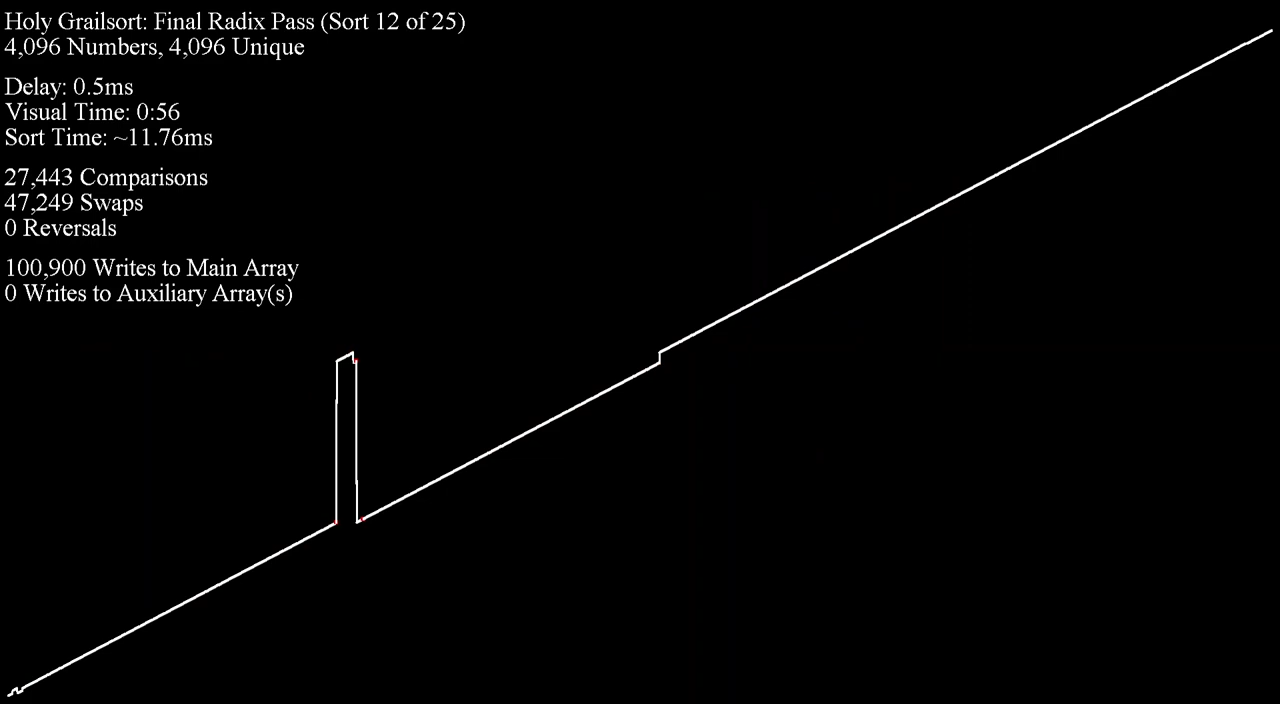 Holy Grailsort: Final Radix Pass (Sort 12 of 25)
4,096 Numbers, 4,096 Unique
Delay: 0.5ms
Visual Time: 0:56
Sort Time: ~11.76ms
27,443 Comparisons
47,249 Swaps
0 Reversals
100,900 Writes to Main Array
0 Writes to Auxiliary Array(s)